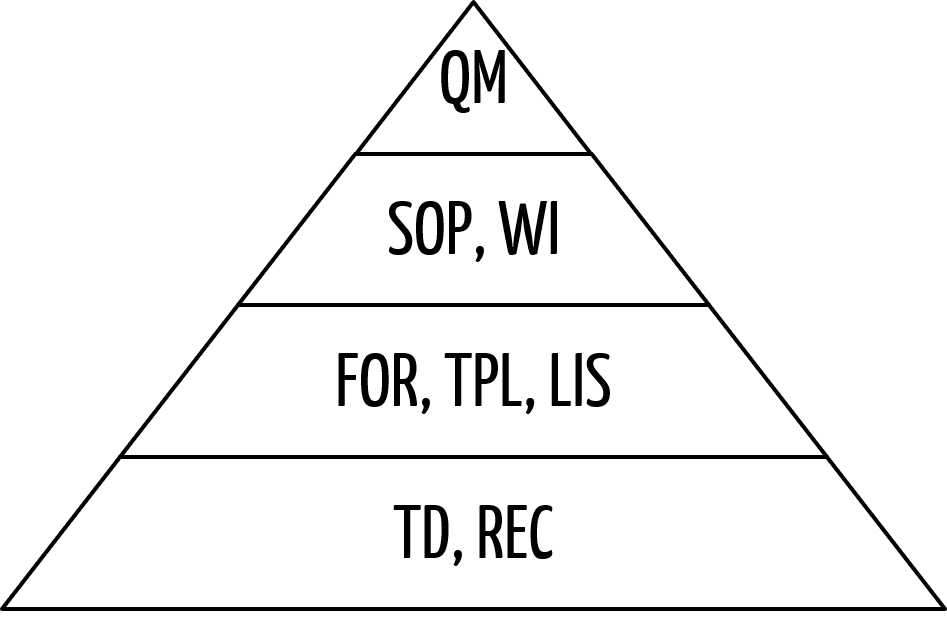 QM
SOP, WI
FOR, TPL, LIS
TD, REC